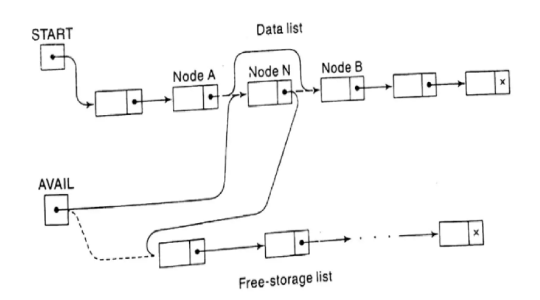 START
Data list
Node A
Node N
Node B
x
AVAIL
x
Free-storage list